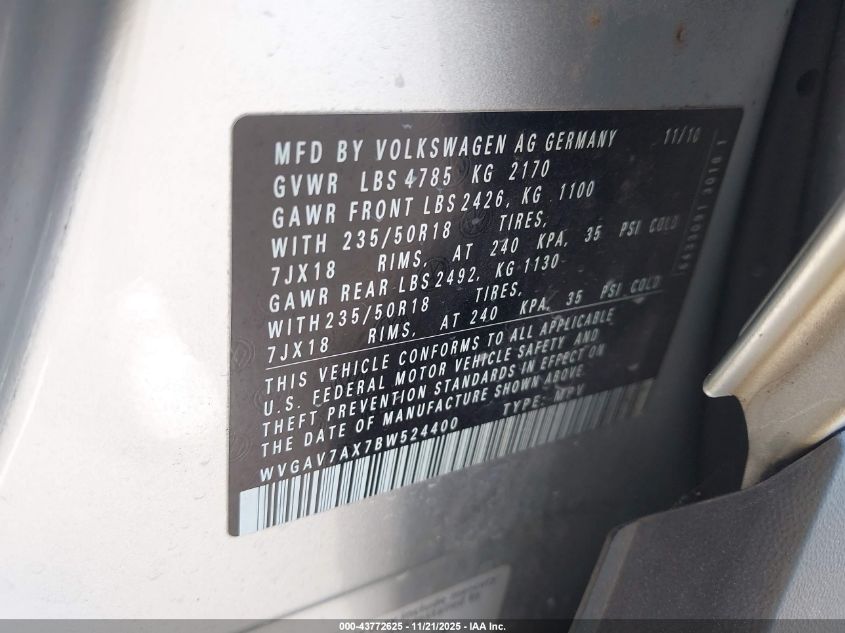 MFD BY VOLKSWAGEN AG GERMANY 11/10
GVWR LBS 4785 KG 2170
GAWR FRONT LBS 2426, KG 1100
WITH 235/50R18 TIRES,
7JX18 RIMS, AT 240 KPA, 35 PSI COLD
GAWR REAR LBS 2492, KG 1130
WITH 235/50R18 TIRES,
7JX18 RIMS, AT 240 KPA, 35 PSI COLD
THIS VEHICLE CONFORMS TO ALL APPLICABLE
U.S. FEDERAL MOTOR VEHICLE SAFETY AND
THEFT PREVENTION STANDARDS IN EFFECT ON
THE DATE OF MANUFACTURE SHOWN ABOVE.
WVGAV7AX7BW524400 TYPE: MPV
000-43772625 - 11/21/2025 - IAA Inc.